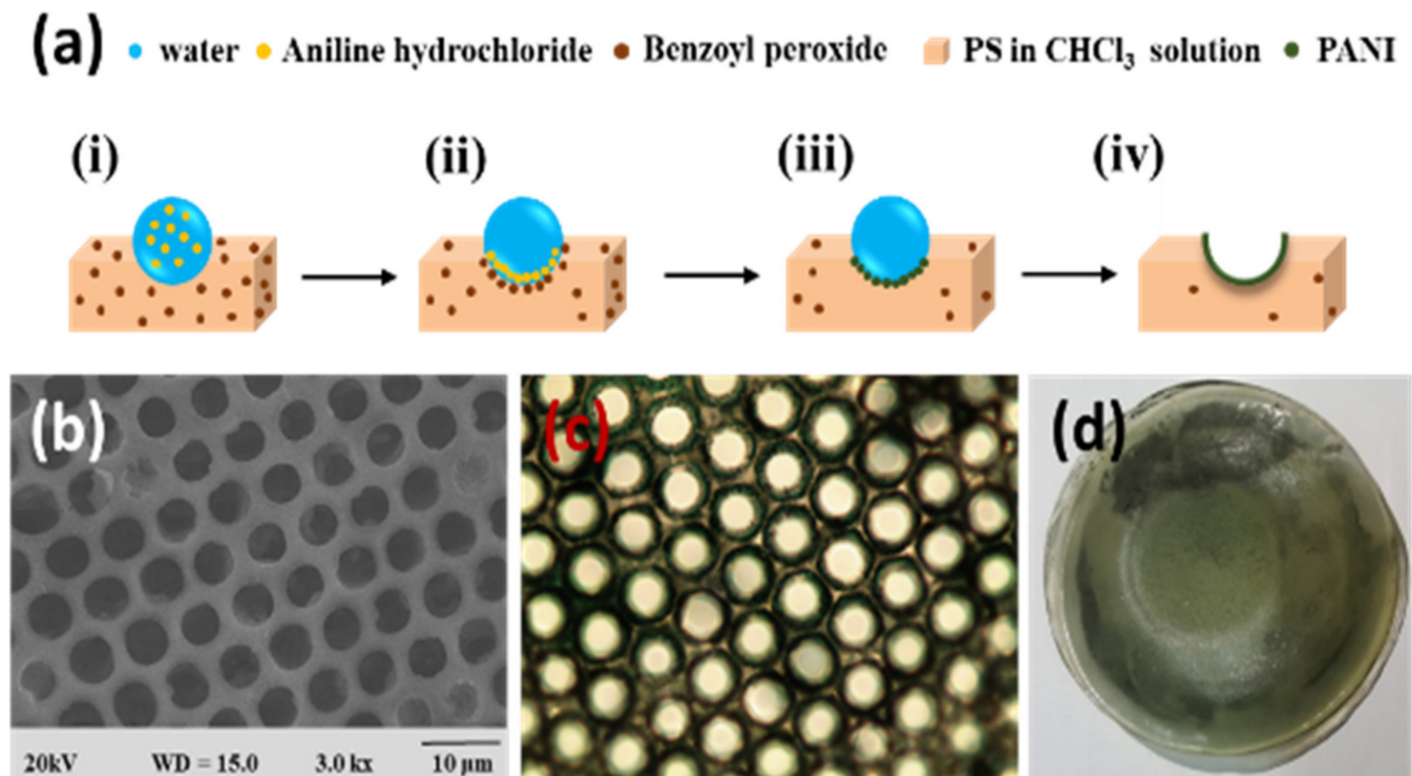 (a) water Aniline hydrochloride Benzoyl peroxide PS in CHCl₃ solution PANI
(i) (ii) (iii) (iv)
(b) (c) (d)
20kV WD = 15.0 3.0 kx 10 µm